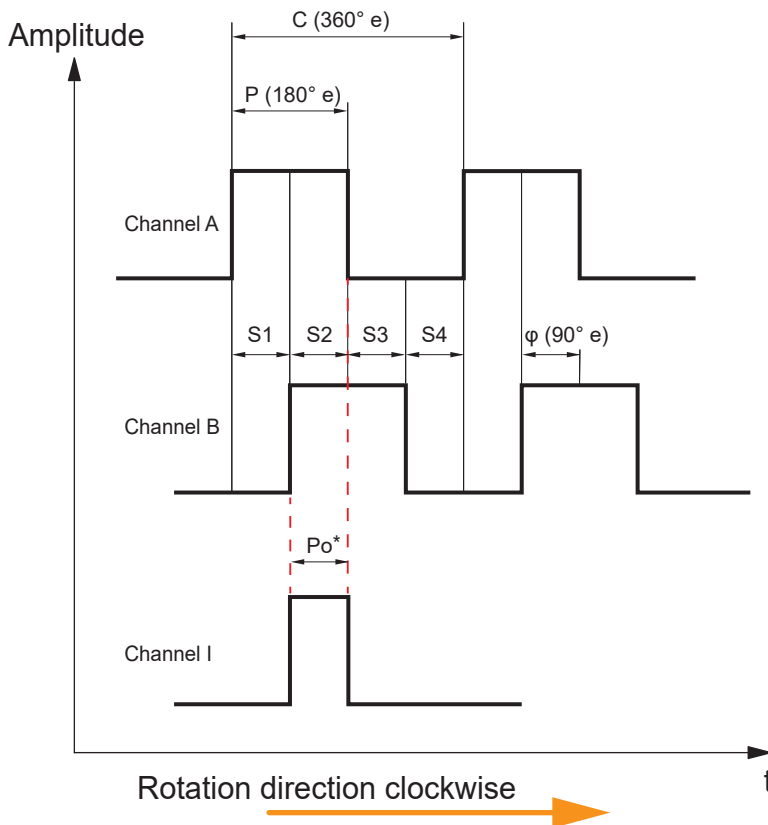 C (360° e)
Amplitude
P (180° e)
Channel A
S1 S2 S3 S4 φ (90° e)
Channel B
Po*
Channel I
t
Rotation direction clockwise